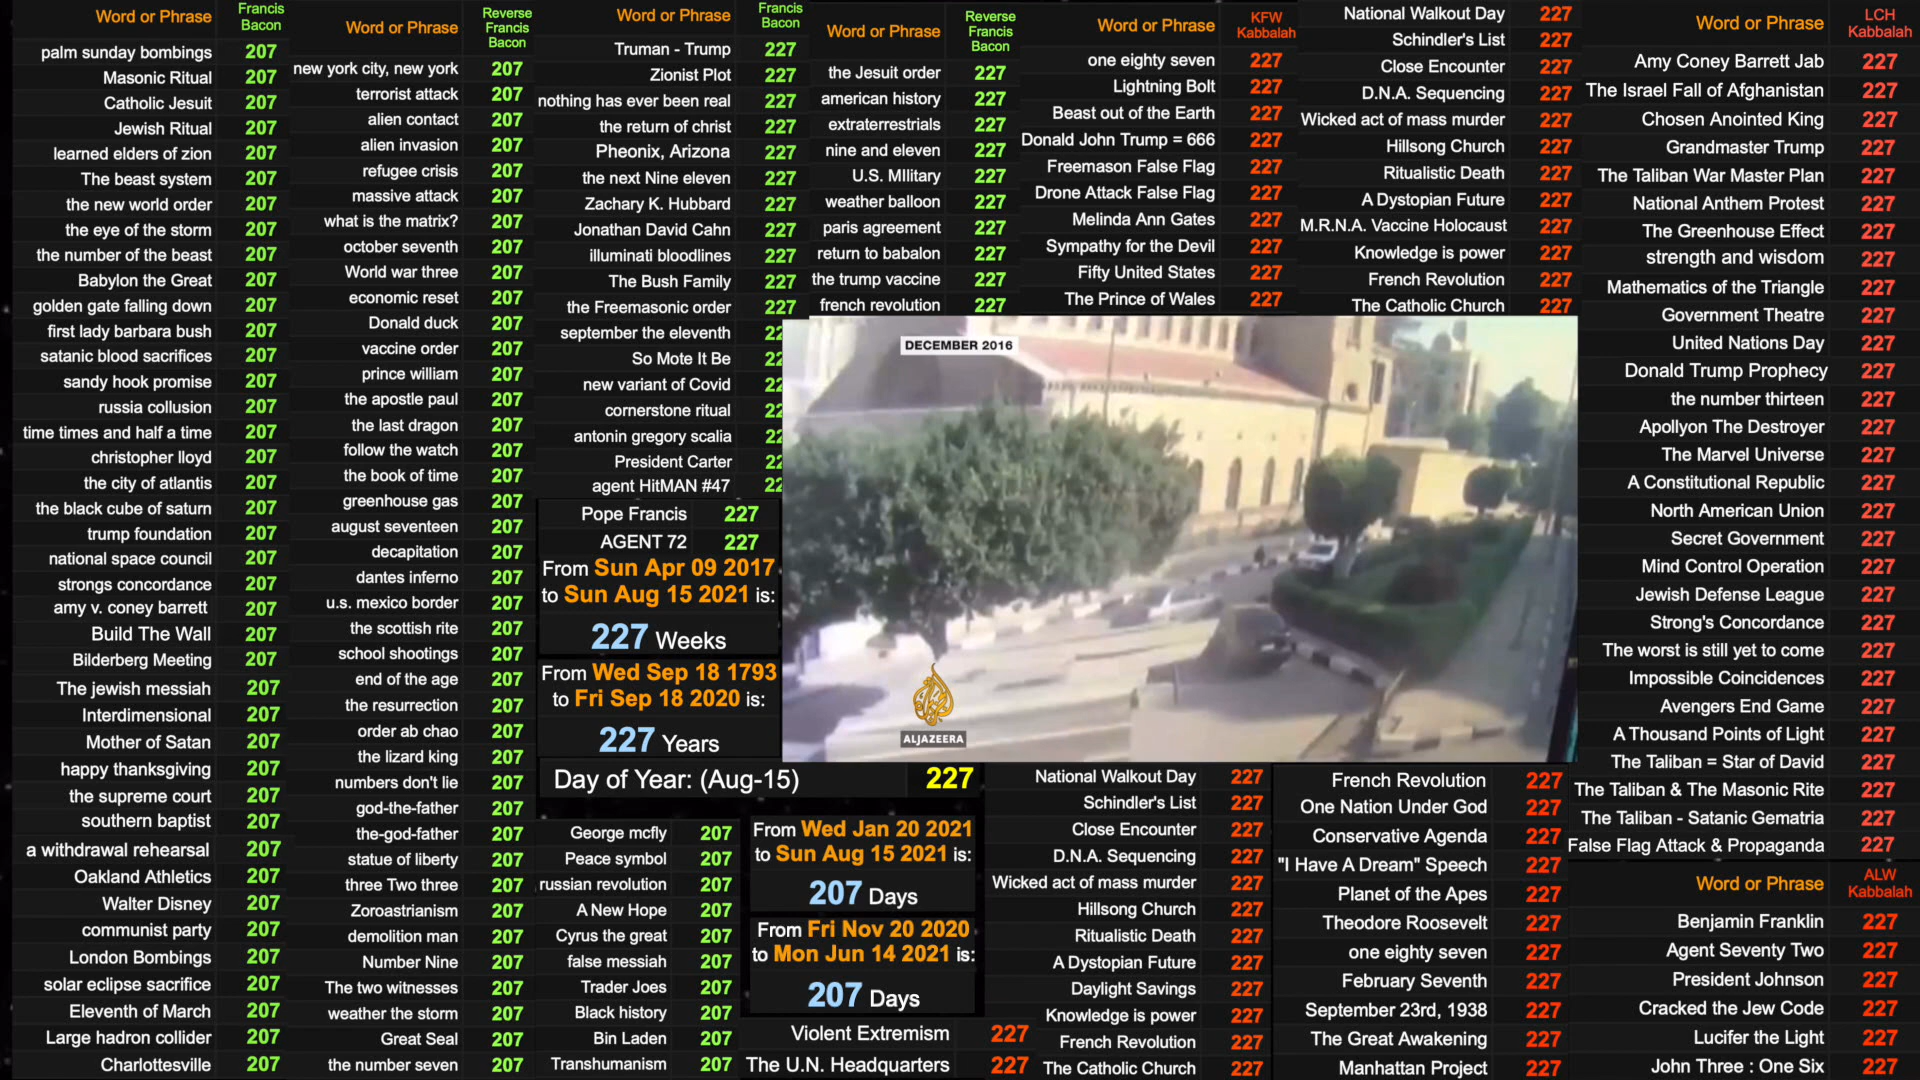 Word or Phrase Francis Bacon
palm sunday bombings 207
Masonic Ritual 207
Catholic Jesuit 207
Jewish Ritual 207
learned elders of zion 207
The beast system 207
the new world order 207
the eye of the storm 207
the number of the beast 207
Babylon the Great 207
golden gate falling down 207
first lady barbara bush 207
satanic blood sacrifices 207
sandy hook promise 207
russia collusion 207
time times and half a time 207
christopher lloyd 207
the city of atlantis 207
the black cube of saturn 207
trump foundation 207
national space council 207
strongs concordance 207
amy v. coney barrett 207
Build The Wall 207
Bilderberg Meeting 207
The jewish messiah 207
Interdimensional 207
Mother of Satan 207
happy thanksgiving 207
the supreme court 207
southern baptist 207
a withdrawal rehearsal 207
Oakland Athletics 207
Walter Disney 207
communist party 207
London Bombings 207
solar eclipse sacrifice 207
Eleventh of March 207
Large hadron collider 207
Charlottesville 207
Word or Phrase Reverse Francis Bacon
new york city, new york 207
terrorist attack 207
alien contact 207
alien invasion 207
refugee crisis 207
massive attack 207
what is the matrix? 207
october seventh 207
World war three 207
economic reset 207
Donald duck 207
vaccine order 207
prince william 207
the apostle paul 207
the last dragon 207
follow the watch 207
the book of time 207
greenhouse gas 207
august seventeen 207
decapitation 207
dantes inferno 207
u.s. mexico border 207
the scottish rite 207
school shootings 207
end of the age 207
the resurrection 207
order ab chao 207
the lizard king 207
numbers don't lie 207
god-the-father 207
the-god-father 207
statue of liberty 207
three Two three 207
Zoroastrianism 207
demolition man 207
Number Nine 207
The two witnesses 207
weather the storm 207
Great Seal 207
the number seven 207
Word or Phrase Francis Bacon
Truman - Trump 227
Zionist Plot 227
nothing has ever been real 227
the return of christ 227
Pheonix, Arizona 227
the next Nine eleven 227
Zachary K. Hubbard 227
Jonathan David Cahn 227
illuminati bloodlines 227
The Bush Family 227
the Freemasonic order 227
september the eleventh 22
So Mote It Be 22
new variant of Covid 22
cornerstone ritual 22
antonin gregory scalia 22
President Carter 22
agent HitMAN #47 22
Pope Francis 227
AGENT 72 227
From Sun Apr 09 2017
to Sun Aug 15 2021 is:
227 Weeks
From Wed Sep 18 1793
to Fri Sep 18 2020 is:
227 Years
Day of Year: (Aug-15) 227
George mcfly 207
Peace symbol 207
russian revolution 207
A New Hope 207
Cyrus the great 207
false messiah 207
Trader Joes 207
Black history 207
Bin Laden 207
Transhumanism 207
From Wed Jan 20 2021
to Sun Aug 15 2021 is:
207 Days
From Fri Nov 20 2020
to Mon Jun 14 2021 is:
207 Days
Violent Extremism 227
The U.N. Headquarters 227
Word or Phrase Reverse Francis Bacon
the Jesuit order 227
american history 227
extraterrestrials 227
nine and eleven 227
U.S. MIlitary 227
weather balloon 227
paris agreement 227
return to babalon 227
the trump vaccine 227
french revolution 227
Word or Phrase KFW Kabbalah
one eighty seven 227
Lightning Bolt 227
Beast out of the Earth 227
Donald John Trump = 666 227
Freemason False Flag 227
Drone Attack False Flag 227
Melinda Ann Gates 227
Sympathy for the Devil 227
Fifty United States 227
The Prince of Wales 227
National Walkout Day 227
Schindler's List 227
Close Encounter 227
D.N.A. Sequencing 227
Wicked act of mass murder 227
Hillsong Church 227
Ritualistic Death 227
A Dystopian Future 227
M.R.N.A. Vaccine Holocaust 227
Knowledge is power 227
French Revolution 227
The Catholic Church 227
DECEMBER 2016
ALJAZEERA
National Walkout Day 227
Schindler's List 227
Close Encounter 227
D.N.A. Sequencing 227
Wicked act of mass murder 227
Hillsong Church 227
Ritualistic Death 227
A Dystopian Future 227
Daylight Savings 227
Knowledge is power 227
French Revolution 227
The Catholic Church 227
French Revolution 227
One Nation Under God 227
Conservative Agenda 227
"I Have A Dream" Speech 227
Planet of the Apes 227
Theodore Roosevelt 227
one eighty seven 227
February Seventh 227
September 23rd, 1938 227
The Great Awakening 227
Manhattan Project 227
Word or Phrase LCH Kabbalah
Amy Coney Barrett Jab 227
The Israel Fall of Afghanistan 227
Chosen Anointed King 227
Grandmaster Trump 227
The Taliban War Master Plan 227
National Anthem Protest 227
The Greenhouse Effect 227
strength and wisdom 227
Mathematics of the Triangle 227
Government Theatre 227
United Nations Day 227
Donald Trump Prophecy 227
the number thirteen 227
Apollyon The Destroyer 227
The Marvel Universe 227
A Constitutional Republic 227
North American Union 227
Secret Government 227
Mind Control Operation 227
Jewish Defense League 227
Strong's Concordance 227
The worst is still yet to come 227
Impossible Coincidences 227
Avengers End Game 227
A Thousand Points of Light 227
The Taliban = Star of David 227
The Taliban & The Masonic Rite 227
The Taliban - Satanic Gematria 227
False Flag Attack & Propaganda 227
Word or Phrase ALW Kabbalah
Benjamin Franklin 227
Agent Seventy Two 227
President Johnson 227
Cracked the Jew Code 227
Lucifer the Light 227
John Three : One Six 227